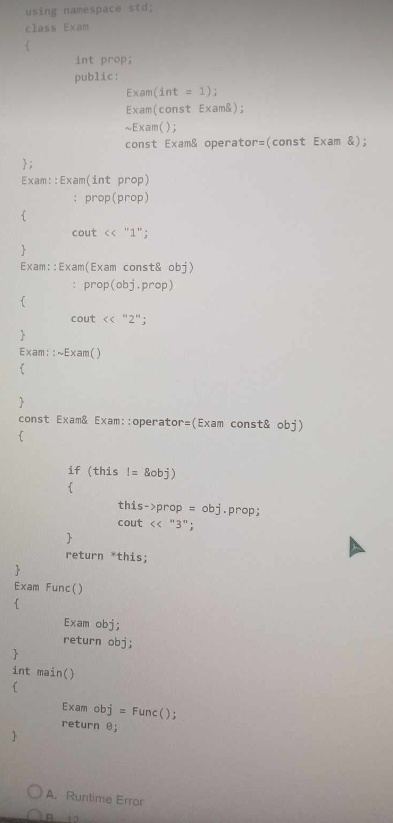 using namespace std;
class Exam
{
int prop;
public:
Exam(int = 1);
Exam(const Exam&);
~Exam();
const Exam& operator=(const Exam &);
};
Exam::Exam(int prop)
: prop(prop)
{
cout << "1";
}
Exam::Exam(Exam const& obj)
: prop(obj.prop)
{
cout << "2";
}
Exam::~Exam()
{
}
const Exam& Exam::operator=(Exam const& obj)
{
if (this != &obj)
{
this->prop = obj.prop;
cout << "3";
}
return *this;
}
Exam Func()
{
Exam obj;
return obj;
}
int main()
{
Exam obj = Func();
return 0;
}
A. Runtime Error
B. 12